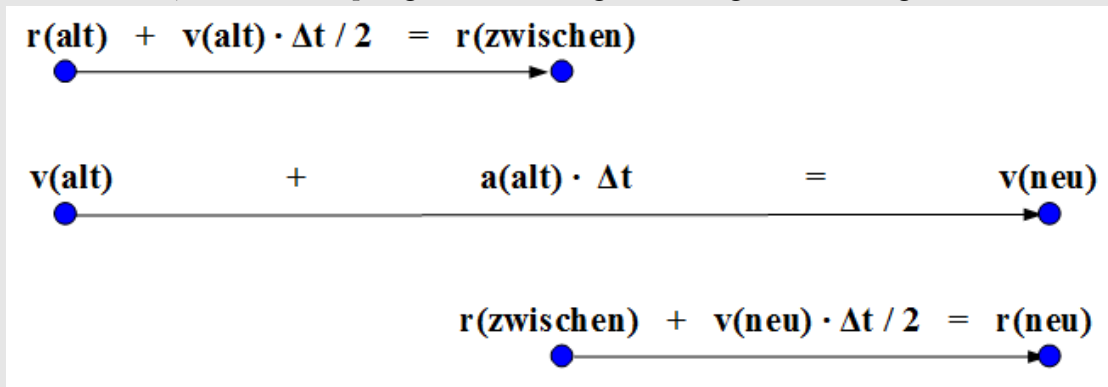 r(alt) + v(alt) · Δt / 2 = r(zwischen)
v(alt) + a(alt) · Δt = v(neu)
r(zwischen) + v(neu) · Δt / 2 = r(neu)